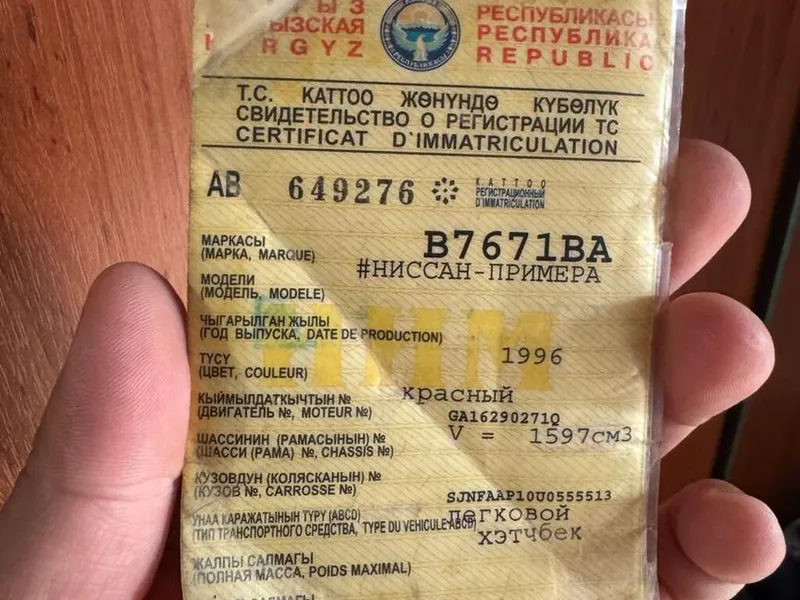 РГЫЗ РЕСПУБЛИКАСЫ
ЫЗСКАЯ РЕСПУБЛИКА
K RGYZ REPUBLIC
Т.С. КАТТОО ЖӨНҮНДӨ КҮБӨЛҮК
СВИДЕТЕЛЬСТВО О РЕГИСТРАЦИИ ТС
CERTIFICAT D`IMMATRICULATION
АВ 649276
КАТТОО
РЕГИСТРАЦИОННЫЙ
D'IMMATRICULATION
B7671BA
МАРКАСЫ
(МАРКА, MARQUE)
#НИССАН-ПРИМЕРА
МОДЕЛИ
(МОДЕЛЬ, MODELE)
ЧЫГАРЫЛГАН ЖЫЛЫ
(ГОД ВЫПУСКА, DATE DE PRODUCTION)
1996
ТҮСҮ
(ЦВЕТ, COULEUR)
красный
КЫЙМЫЛДАТКЫЧТЫН №
(ДВИГАТЕЛЬ №, MOTEUR №)
GA16290271Q
V = 1597см3
ШАССИНИН (РАМАСЫНЫН) №
(ШАССИ (РАМА) №, CHASSIS №)
КУЗОВДУН (КОЛЯСКАНЫН) №
(КУЗОВ №, CARROSSE №)
SJNFAAP10U0555513
УНАА КАРАЖАТЫНЫН ТҮРҮ (ABCD)
(ТИП ТРАНСПОРТНОГО СРЕДСТВА, TYPE DU VEHICULE ABCD)
легковой
хэтчбек
ЖАЛПЫ САЛМАГЫ
(ПОЛНАЯ МАССА, POIDS MAXIMAL)